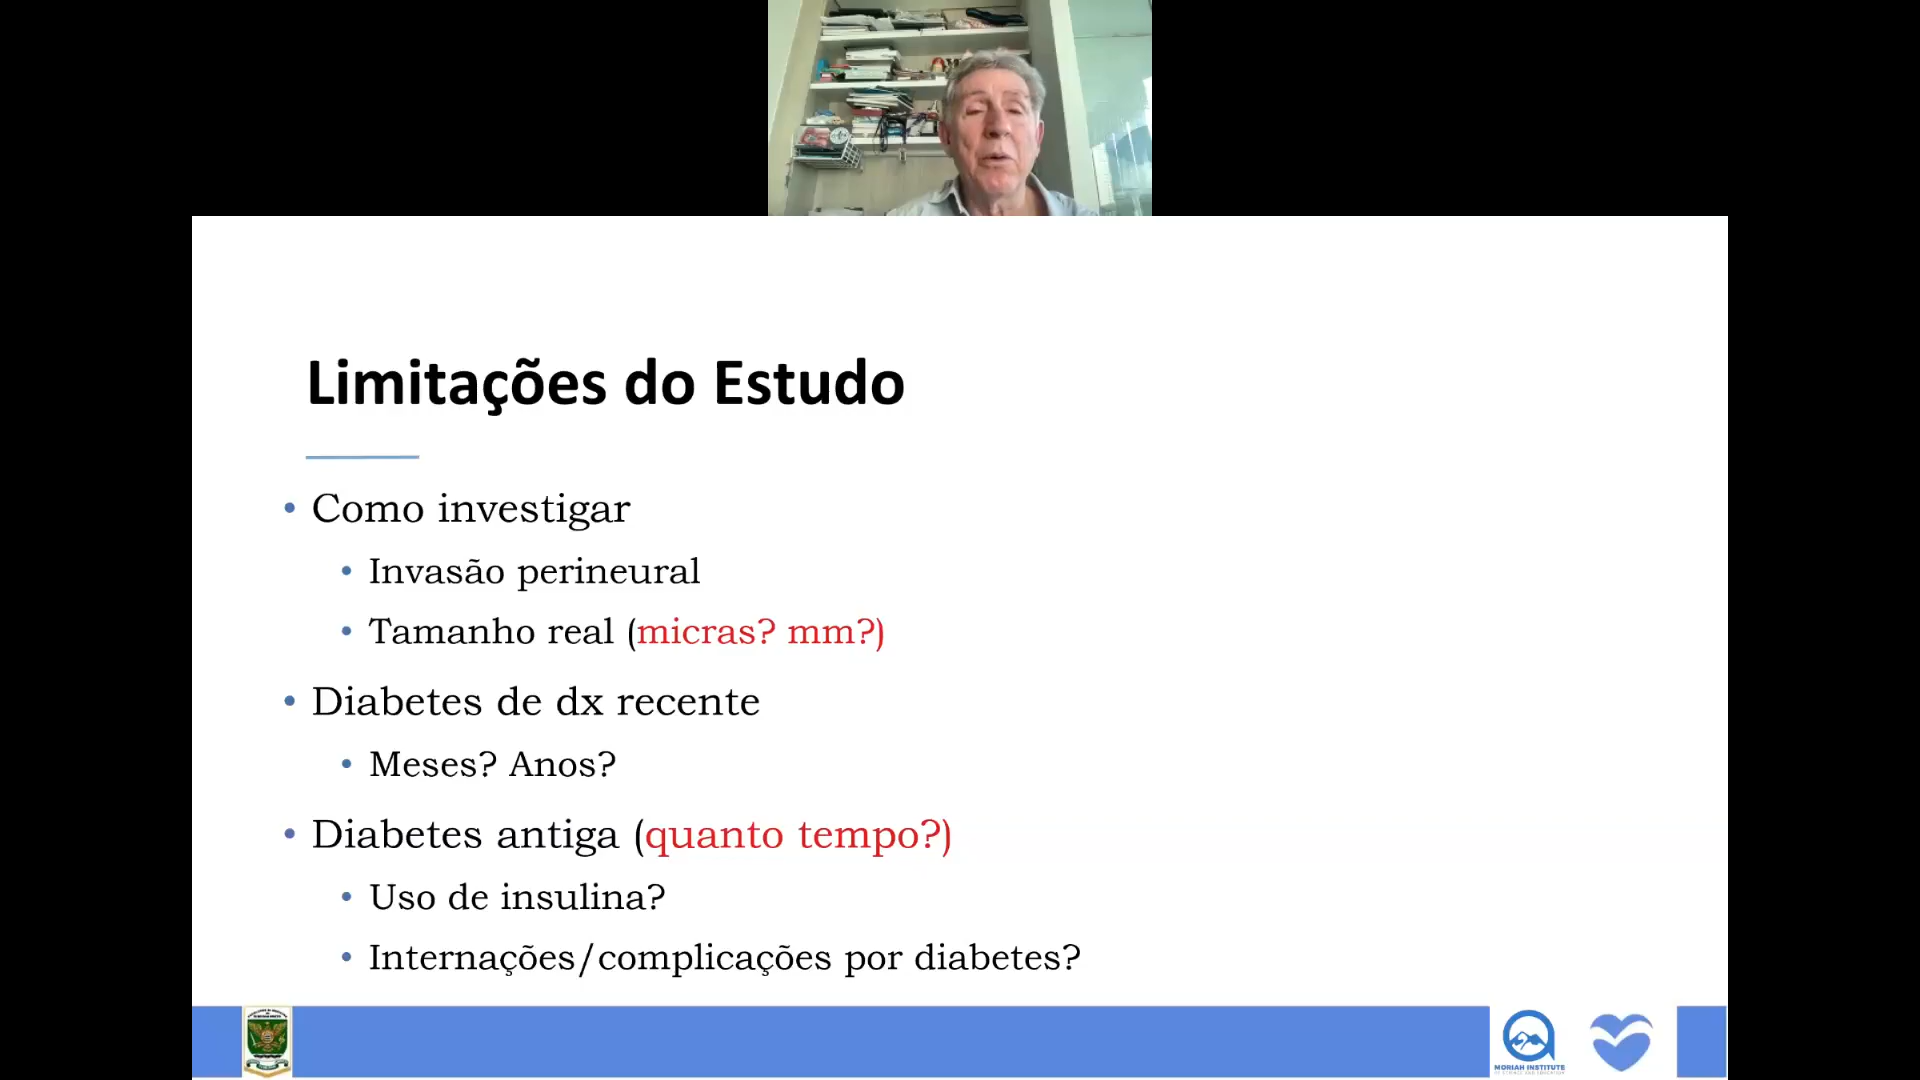 Limitações do Estudo
• Como investigar
• Invasão perineural
• Tamanho real (micras? mm?)
• Diabetes de dx recente
• Meses? Anos?
• Diabetes antiga (quanto tempo?)
• Uso de insulina?
• Internações/complicações por diabetes?
MORIAH INSTITUTE